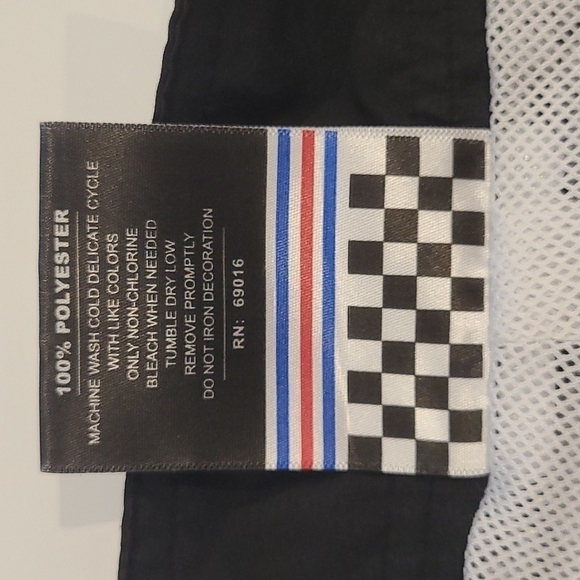 100% POLYESTER
MACHINE WASH COLD DELICATE CYCLE
WITH LIKE COLORS
ONLY NON-CHLORINE
BLEACH WHEN NEEDED
TUMBLE DRY LOW
REMOVE PROMPTLY
DO NOT IRON DECORATION
RN: 69016